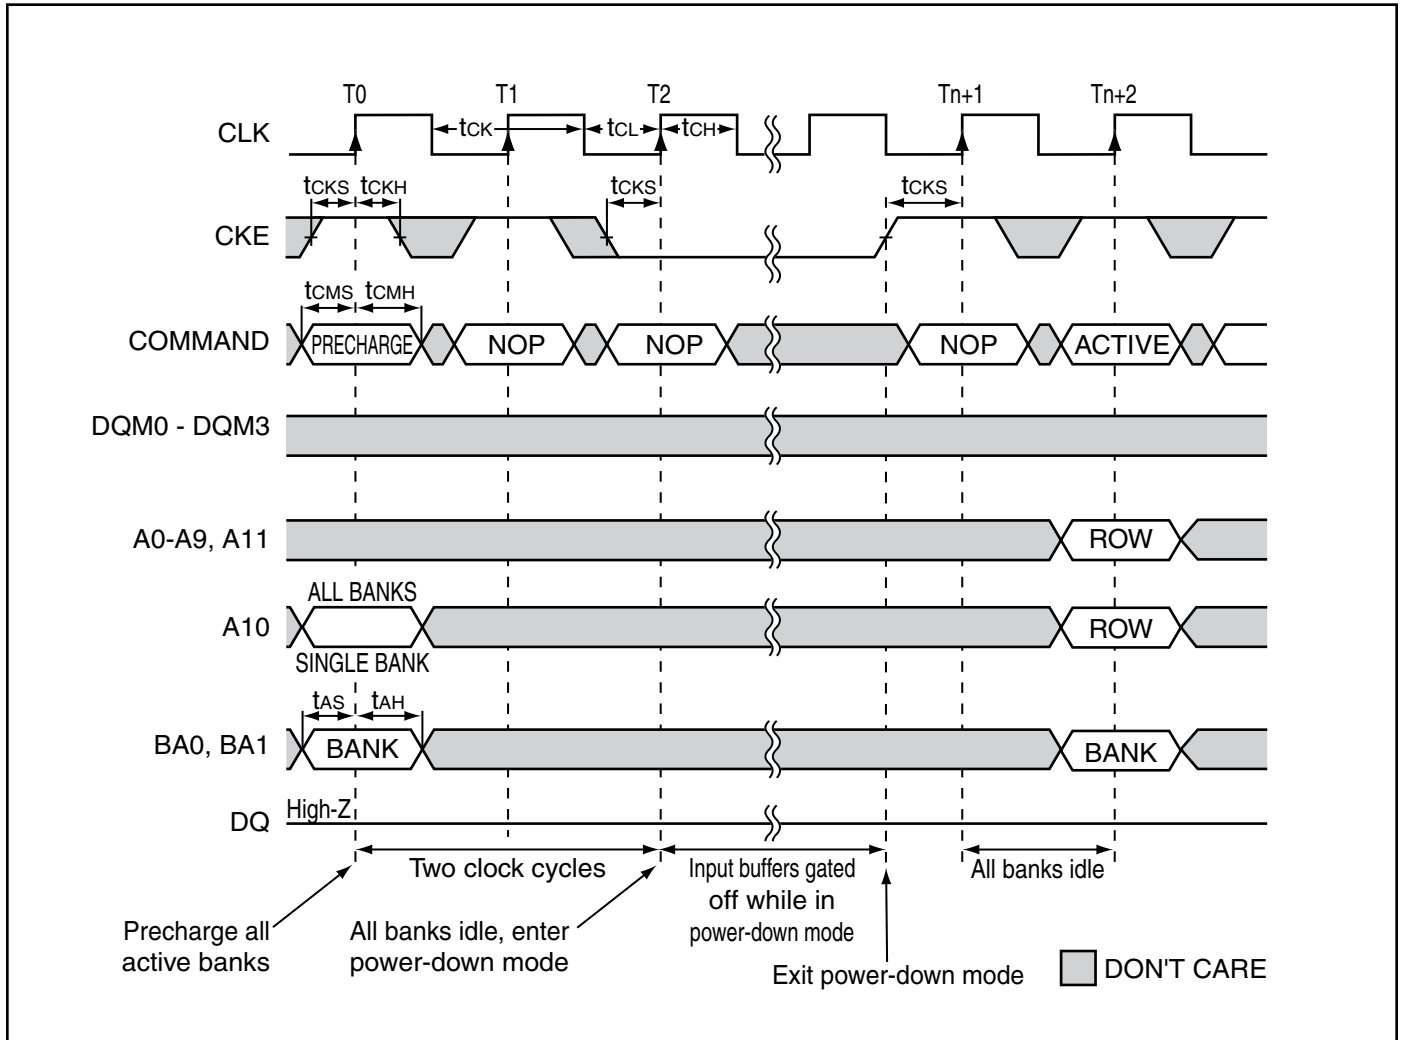 T0 T1 T2 Tn+1 Tn+2
CLK tCK tCL tCH
tCKS tCKH tCKS tCKS
CKE
tCMS tCMH
COMMAND PRECHARGE NOP NOP NOP ACTIVE
DQM0 - DQM3
A0-A9, A11 ROW
ALL BANKS
A10 ROW
SINGLE BANK
tAS tAH
BA0, BA1 BANK BANK
High-Z
DQ
Two clock cycles
Input buffers gated
off while in
power-down mode
All banks idle
Precharge all
active banks
All banks idle, enter
power-down mode
Exit power-down mode
DON'T CARE